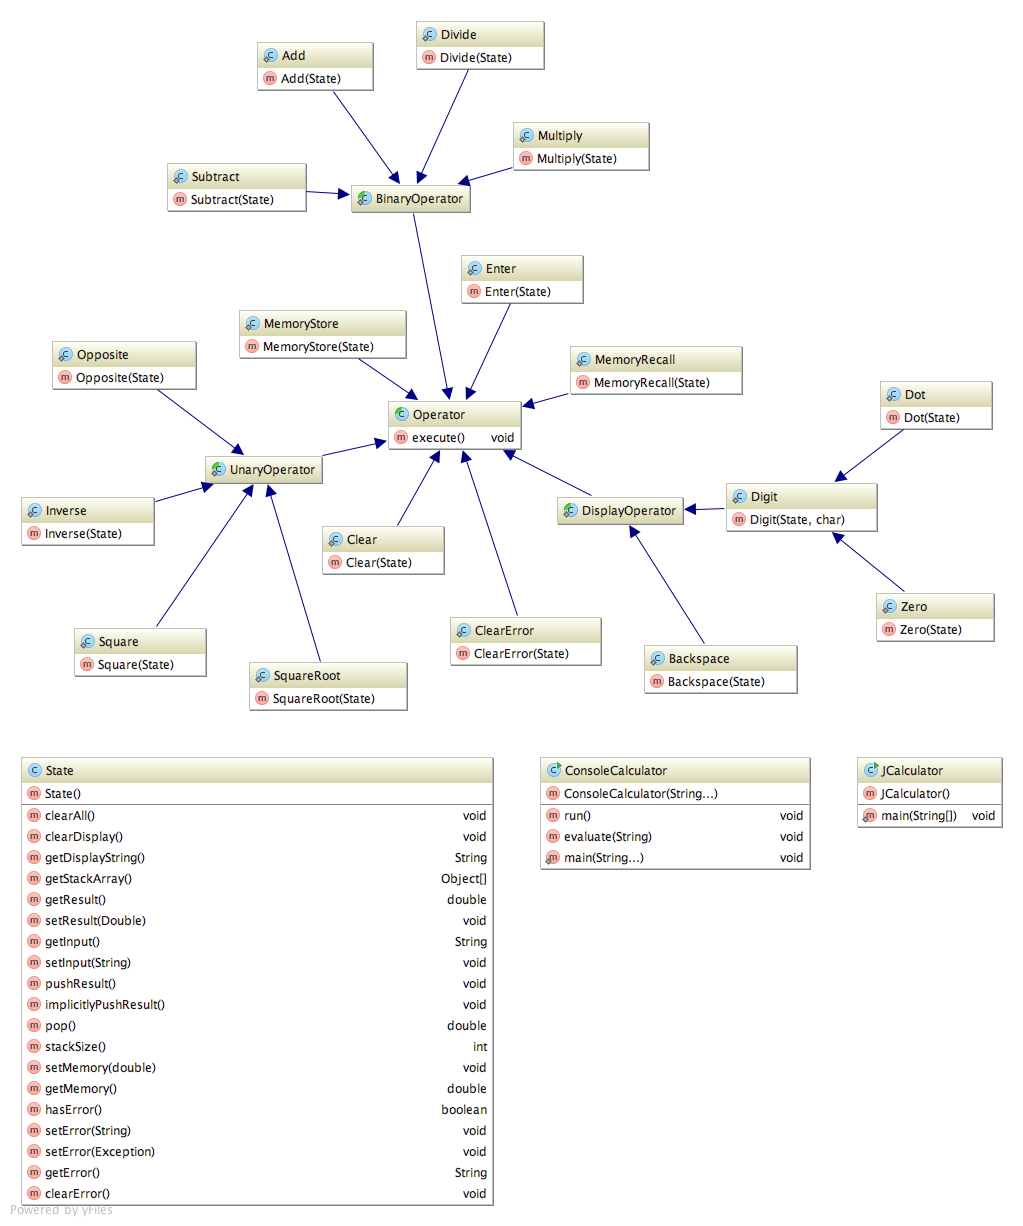 Divide
Divide(State)
Add
Add(State)
Multiply
Multiply(State)
Subtract
Subtract(State)
BinaryOperator
Enter
Enter(State)
MemoryStore
MemoryStore(State)
Opposite
Opposite(State)
MemoryRecall
MemoryRecall(State)
Dot
Dot(State)
Operator
execute() void
UnaryOperator
Inverse
Inverse(State)
DisplayOperator
Digit
Digit(State, char)
Clear
Clear(State)
Zero
Zero(State)
Square
Square(State)
ClearError
ClearError(State)
SquareRoot
SquareRoot(State)
Backspace
Backspace(State)
State
State()
clearAll() void
clearDisplay() void
getDisplayString() String
getStackArray() Object[]
getResult() double
setResult(Double) void
getInput() String
setInput(String) void
pushResult() void
implicitlyPushResult() void
pop() double
stackSize() int
setMemory(double) void
getMemory() double
hasError() boolean
setError(String) void
setError(Exception) void
getError() String
clearError() void
ConsoleCalculator
ConsoleCalculator(String...)
run() void
evaluate(String) void
main(String...) void
JCalculator
JCalculator()
main(String[]) void
Powered by yFiles